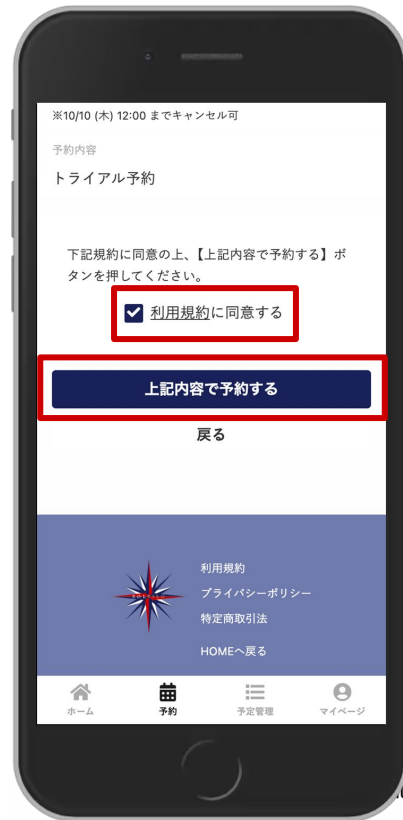 ※10/10 (木) 12:00 までキャンセル可
予約内容
トライアル予約
下記規約に同意の上、【上記内容で予約する】ボ
タンを押してください。
利用規約に同意する
上記内容で予約する
戻る
利用規約
プライバシーポリシー
特定商取引法
HOMEへ戻る
ホーム
予約
予定管理
マイページ